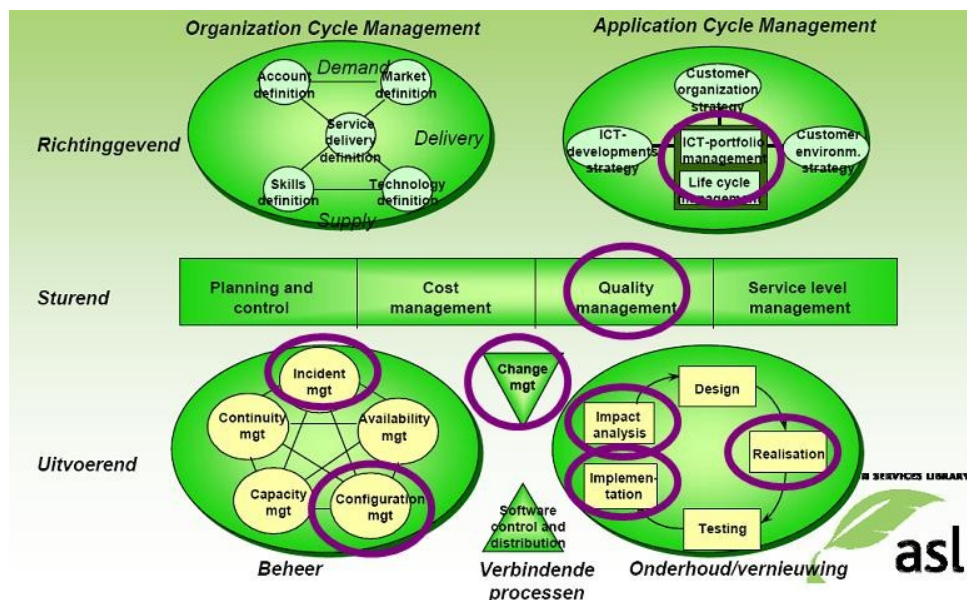 Organization Cycle Management
Application Cycle Management
Richtinggevend
Account
definition
Demand
Market
definition
Service
delivery
definition
Delivery
Skills
definition
Technology
definition
Supply
Customer
organization
strategy
ICT-
developments
strategy
ICT-portfolio
management
Customer
environm.
strategy
Life cycle
management
Sturend
Planning and
control
Cost
management
Quality
management
Service level
management
Uitvoerend
Incident
mgt
Continuity
mgt
Availability
mgt
Capacity
mgt
Configuration
mgt
Beheer
Change
mgt
Software
control and
distribution
Verbindende
processen
Design
Impact
analysis
Realisation
Implemen-
tation
Testing
Onderhoud/vernieuwing
N SERVICES LIBRARY
asl